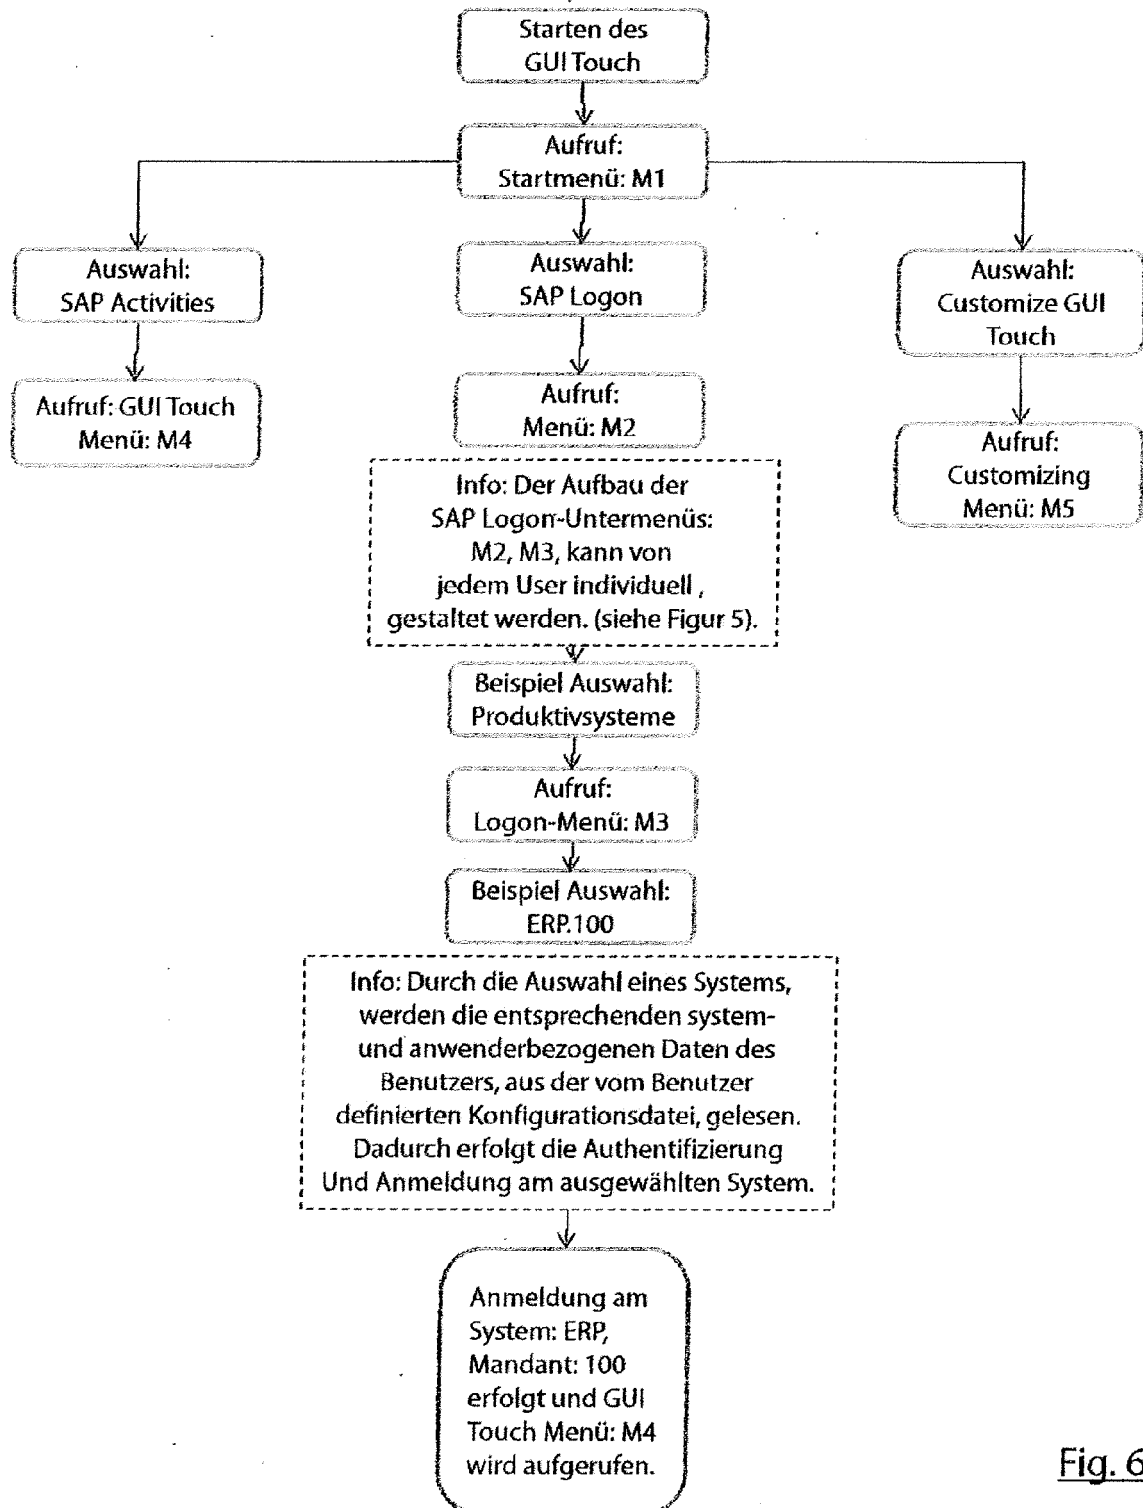 Starten des
GUI Touch
Aufruf:
Startmenü: M1
Auswahl:
SAP Activities
Aufruf: GUI Touch
Menü: M4
Auswahl:
SAP Logon
Aufruf:
Menü: M2
Auswahl:
Customize GUI
Touch
Aufruf:
Customizing
Menü: M5
Info: Der Aufbau der
SAP Logon-Untermenüs:
M2, M3, kann von
jedem User individuell ,
gestaltet werden. (siehe Figur 5).
Beispiel Auswahl:
Produktivsysteme
Aufruf:
Logon-Menü: M3
Beispiel Auswahl:
ERP.100
Info: Durch die Auswahl eines Systems,
werden die entsprechenden system-
und anwenderbezogenen Daten des
Benutzers, aus der vom Benutzer
definierten Konfigurationsdatei, gelesen.
Dadurch erfolgt die Authentifizierung
Und Anmeldung am ausgewählten System.
Anmeldung am
System: ERP,
Mandant: 100
erfolgt und GUI
Touch Menü: M4
wird aufgerufen.
Fig. 6